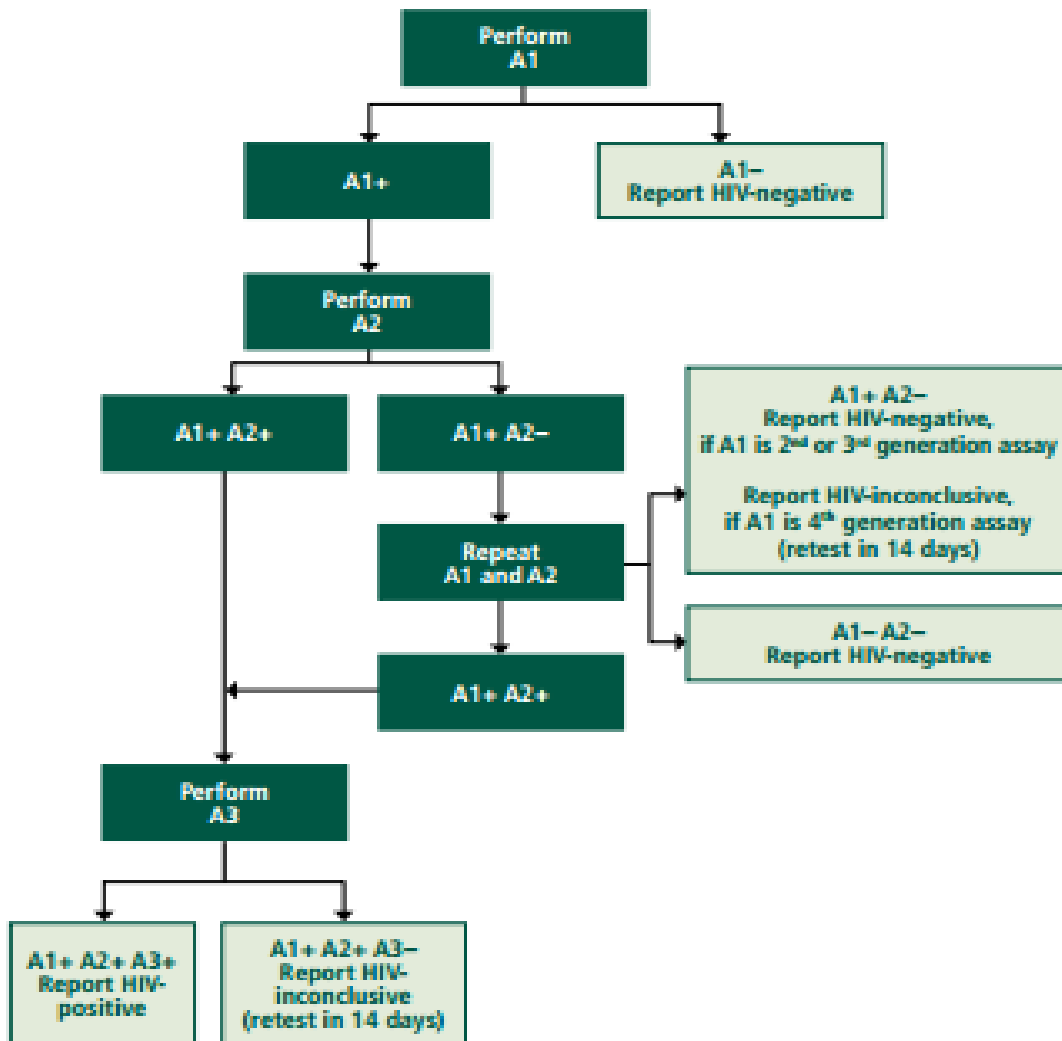 Perform
A1
A1+
A1–
Report HIV-negative
Perform
A2
A1+ A2+
A1+ A2–
A1+ A2–
Report HIV-negative,
if A1 is 2nd or 3rd generation assay
Report HIV-inconclusive,
if A1 is 4th generation assay
(retest in 14 days)
Repeat
A1 and A2
A1– A2–
Report HIV-negative
A1+ A2+
Perform
A3
A1+ A2+ A3+
Report HIV-
positive
A1+ A2+ A3–
Report HIV-
inconclusive
(retest in 14 days)